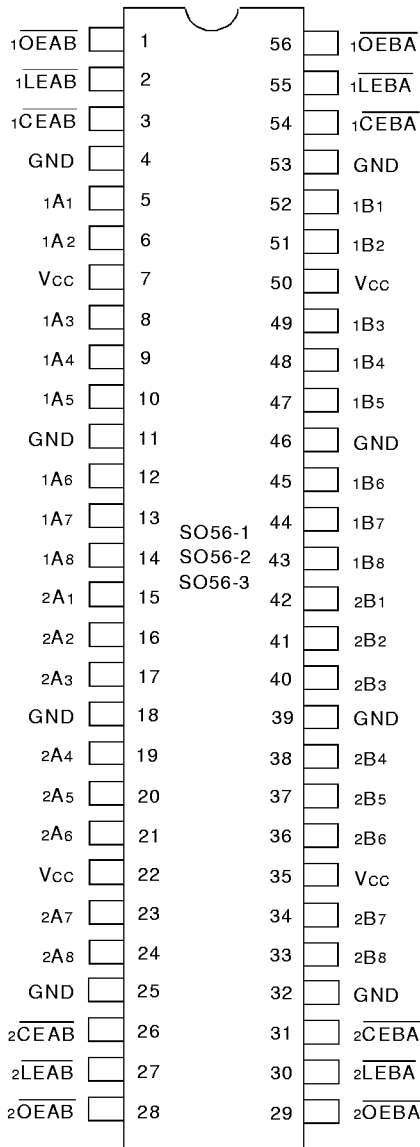 1OEAB 1 56 1OEBA
1LEAB 2 55 1LEBA
1CEAB 3 54 1CEBA
GND 4 53 GND
1A1 5 52 1B1
1A2 6 51 1B2
VCC 7 50 VCC
1A3 8 49 1B3
1A4 9 48 1B4
1A5 10 47 1B5
GND 11 46 GND
1A6 12 45 1B6
1A7 13 44 1B7
SO56-1
1A8 14 SO56-2 43 1B8
SO56-3
2A1 15 42 2B1
2A2 16 41 2B2
2A3 17 40 2B3
GND 18 39 GND
2A4 19 38 2B4
2A5 20 37 2B5
2A6 21 36 2B6
VCC 22 35 VCC
2A7 23 34 2B7
2A8 24 33 2B8
GND 25 32 GND
2CEAB 26 31 2CEBA
2LEAB 27 30 2LEBA
2OEAB 28 29 2OEBA